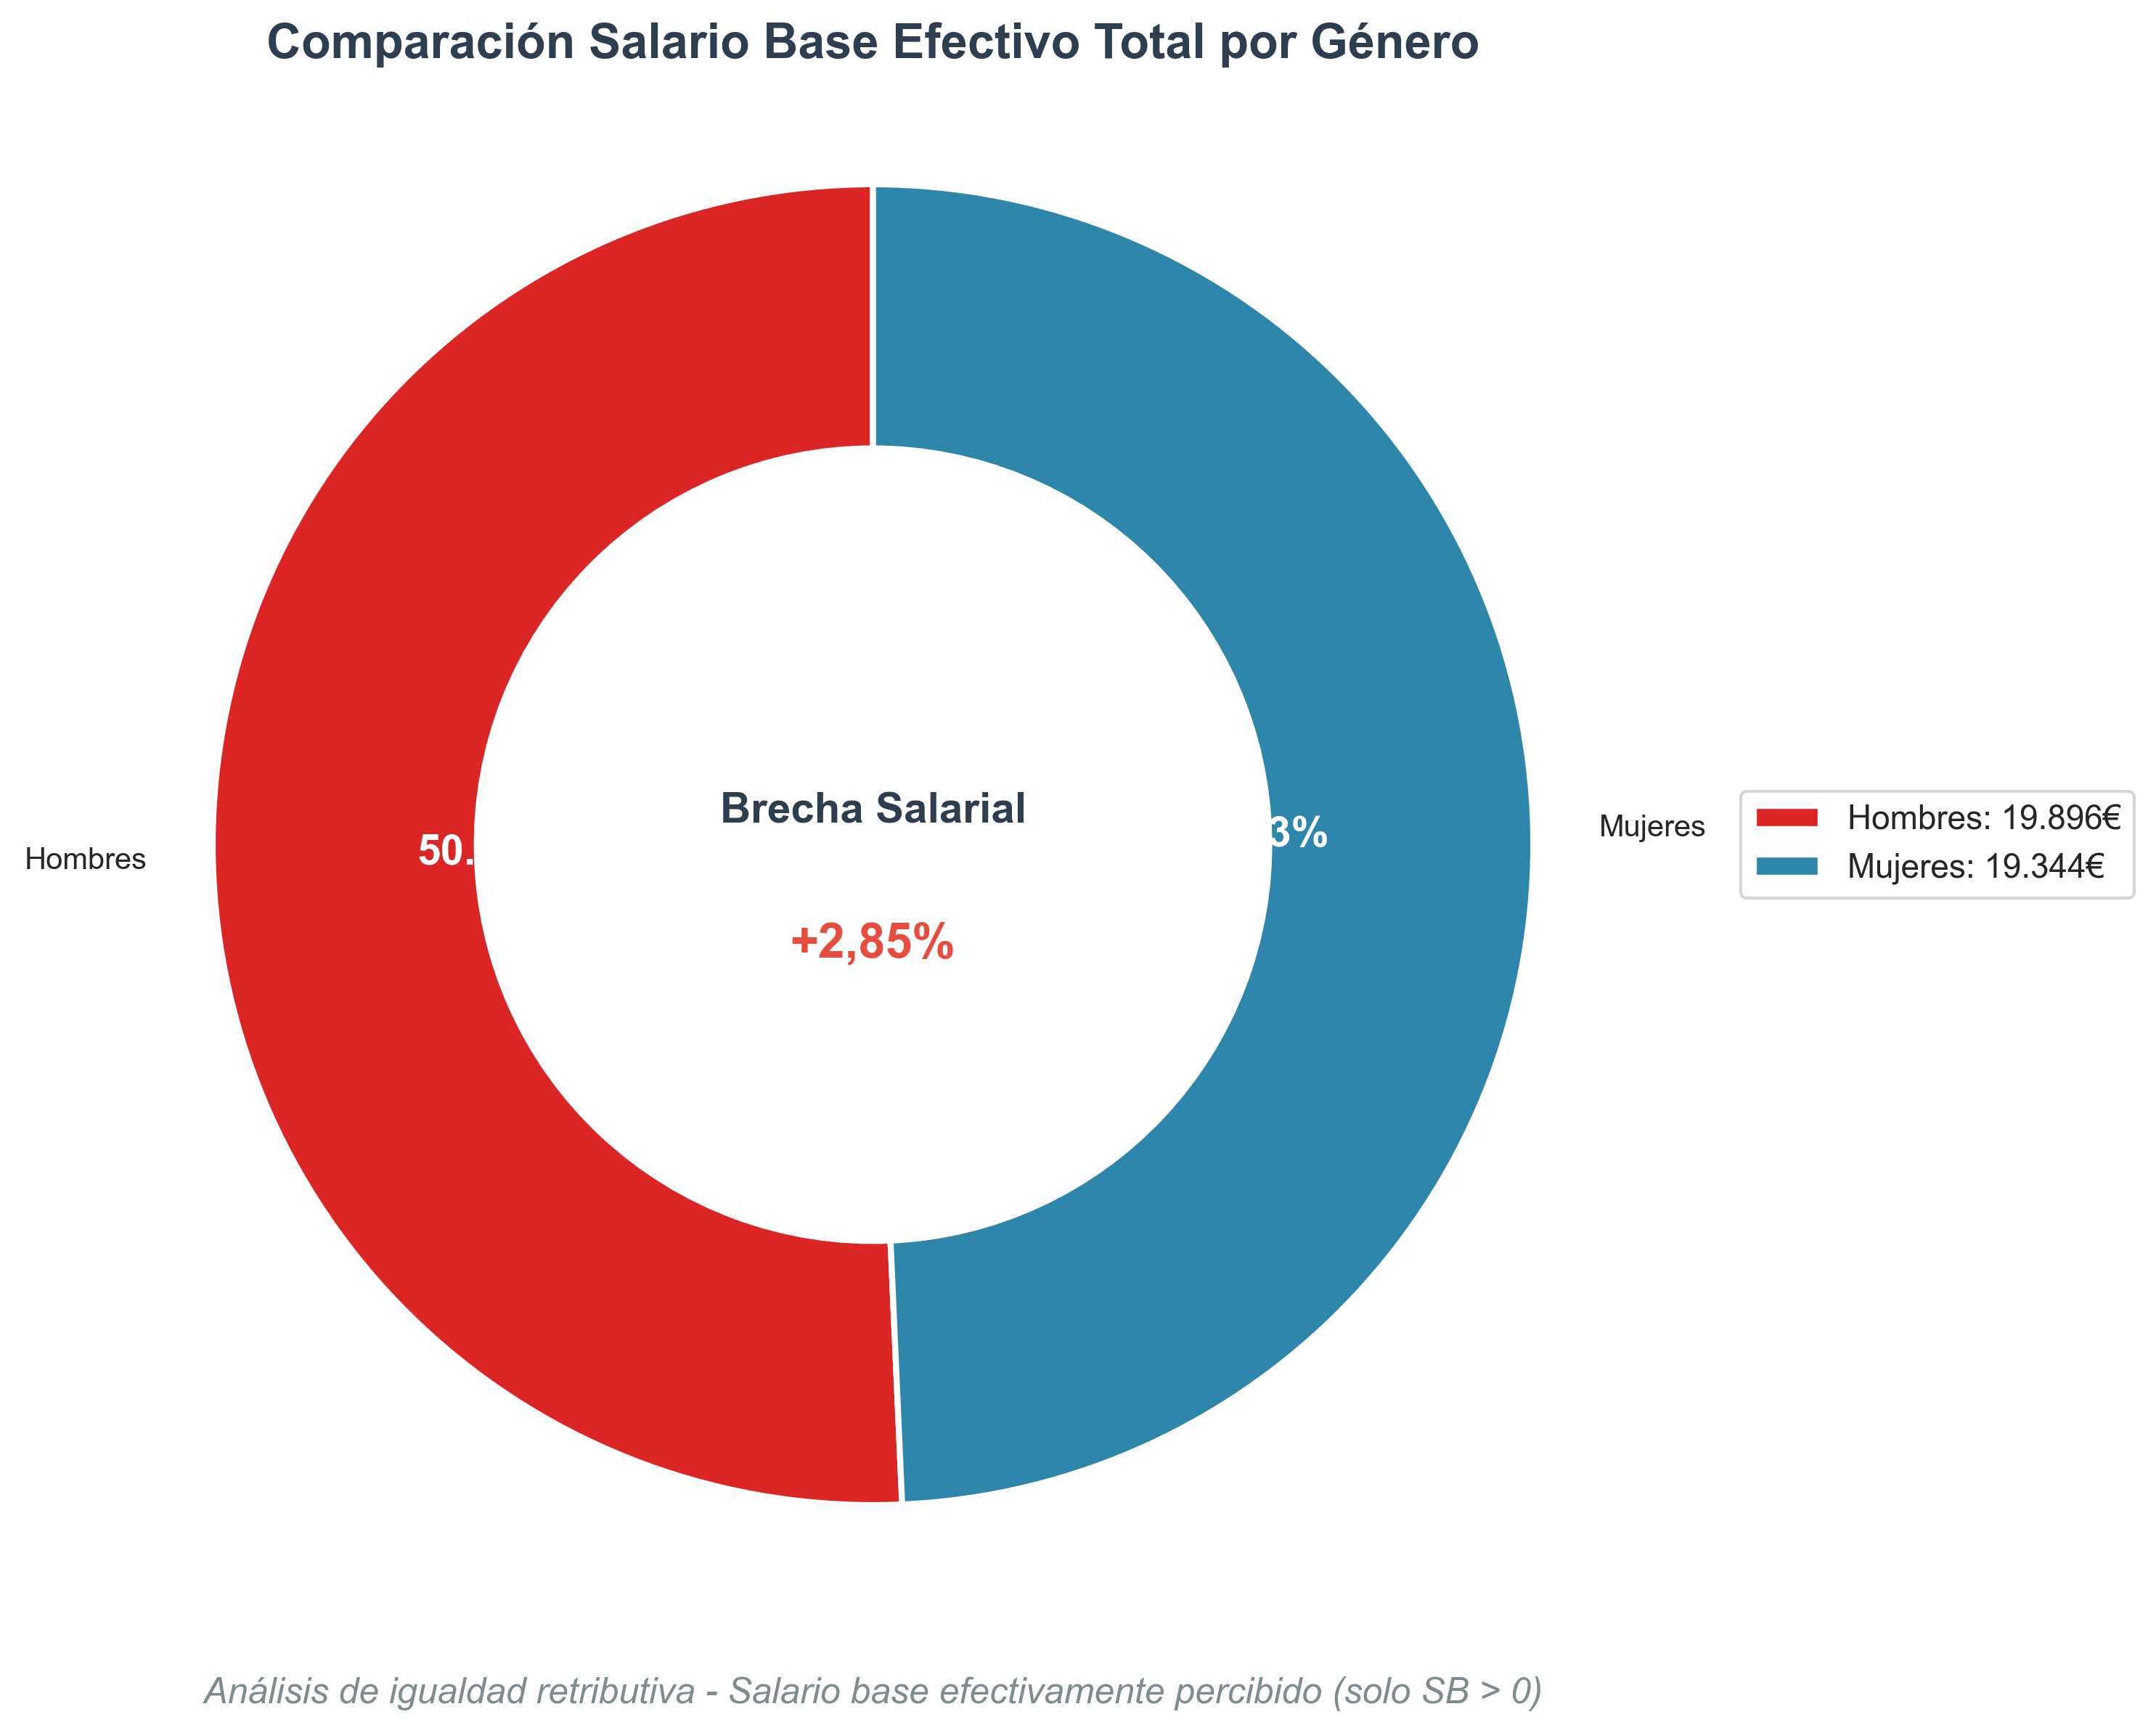 Comparación Salario Base Efectivo Total por Género
Brecha Salarial
+2,85%
Hombres
50.
3%
Mujeres
Hombres: 19.896€
Mujeres: 19.344€
Análisis de igualdad retributiva - Salario base efectivamente percibido (solo SB > 0)